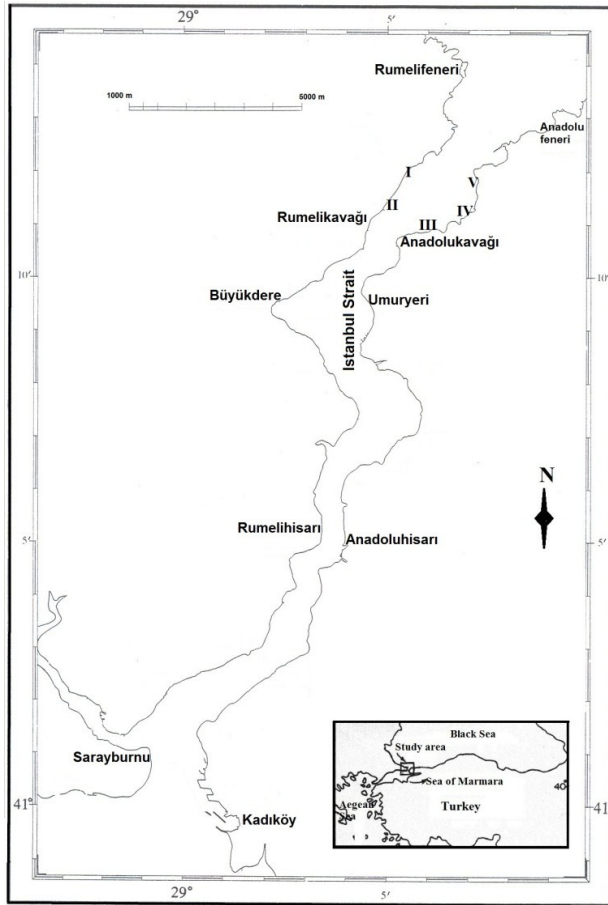 29° 5'
Rumelifeneri
1000 m 5000 m
Anadolu
feneri
I
V
II
IV
Rumelikavağı
III
Anadolukavağı
10' 10'
Büyükdere
Umuryeri
Istanbul Strait
N
Rumelihisarı
Anadoluhisarı
5' 5'
Black Sea
Study area
Sarayburnu
Sea of Marmara
40°
Aegean
Sea
Turkey
41° 41°
Kadıköy
29° 5'